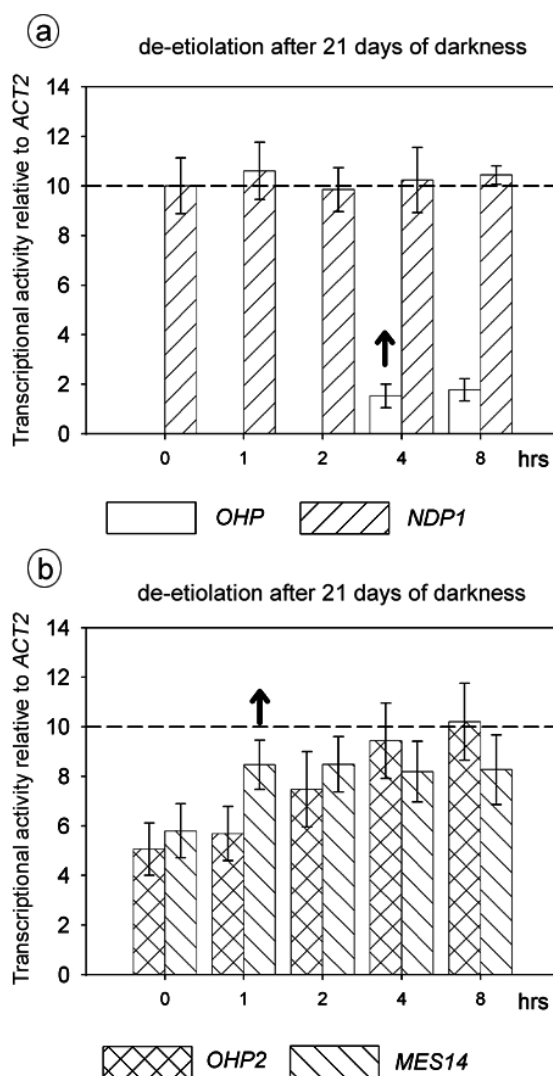 a
de-etiolation after 21 days of darkness
Transcriptional activity relative to ACT2
14
12
10
8
6
4
2
0
0 1 2 4 8 hrs
OHP NDP1
b
de-etiolation after 21 days of darkness
Transcriptional activity relative to ACT2
14
12
10
8
6
4
2
0
0 1 2 4 8 hrs
OHP2 MES14